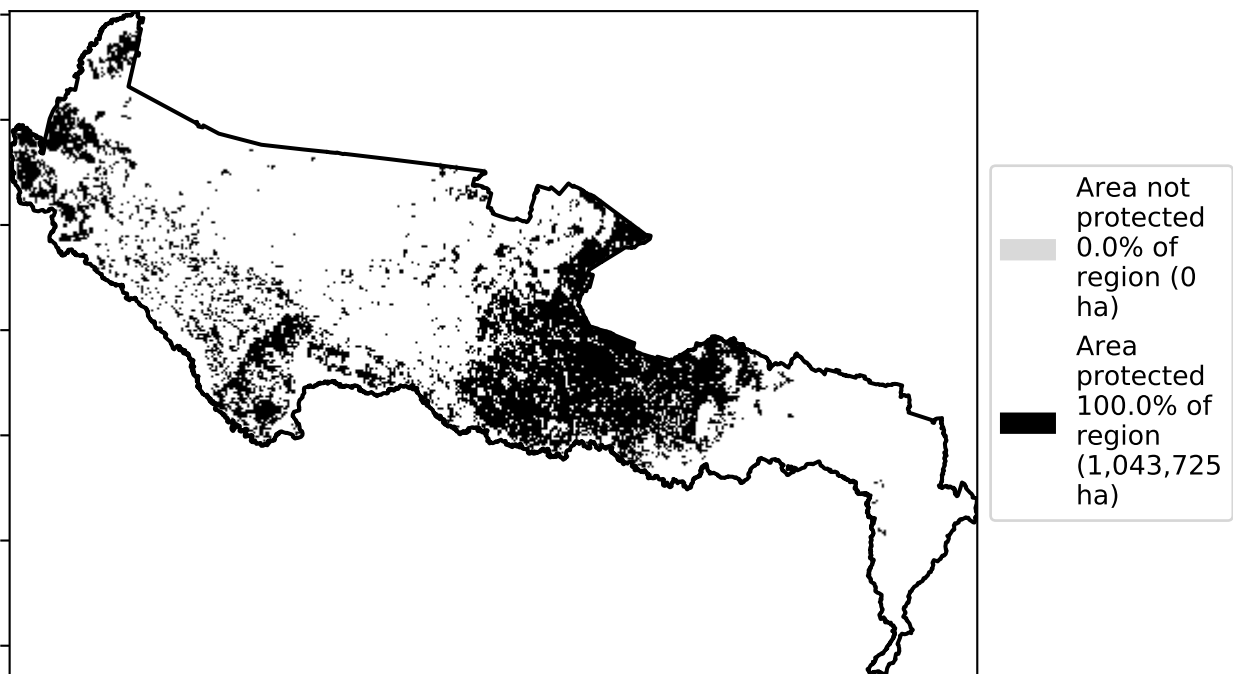 Area not
protected
0.0% of
region (0
ha)
Area
protected
100.0% of
region
(1,043,725
ha)